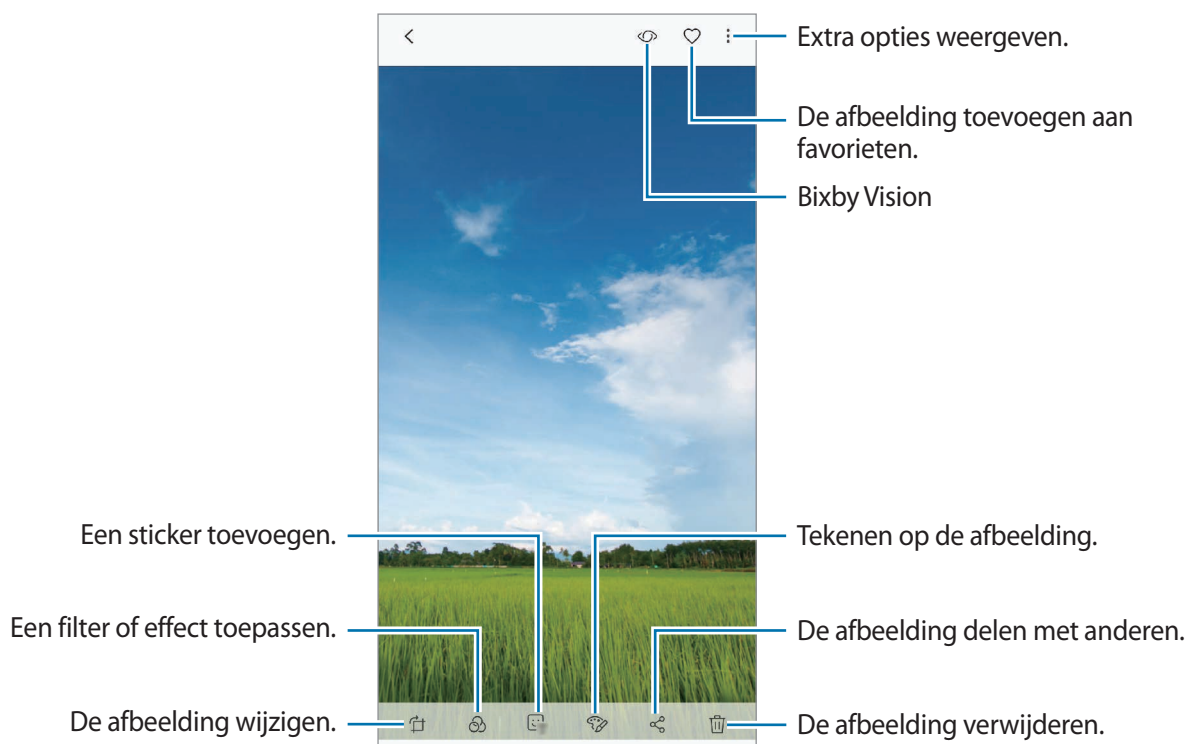 Extra opties weergeven.
De afbeelding toevoegen aan
favorieten.
Bixby Vision
Een sticker toevoegen.
Tekenen op de afbeelding.
Een filter of effect toepassen.
De afbeelding delen met anderen.
De afbeelding wijzigen.
De afbeelding verwijderen.